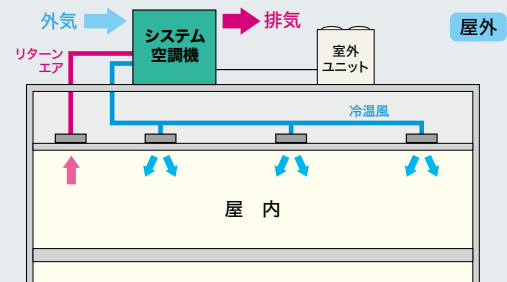 外気
システム
空調機
排気
室外
ユニット
屋外
リターン
エア
冷温風
屋 内